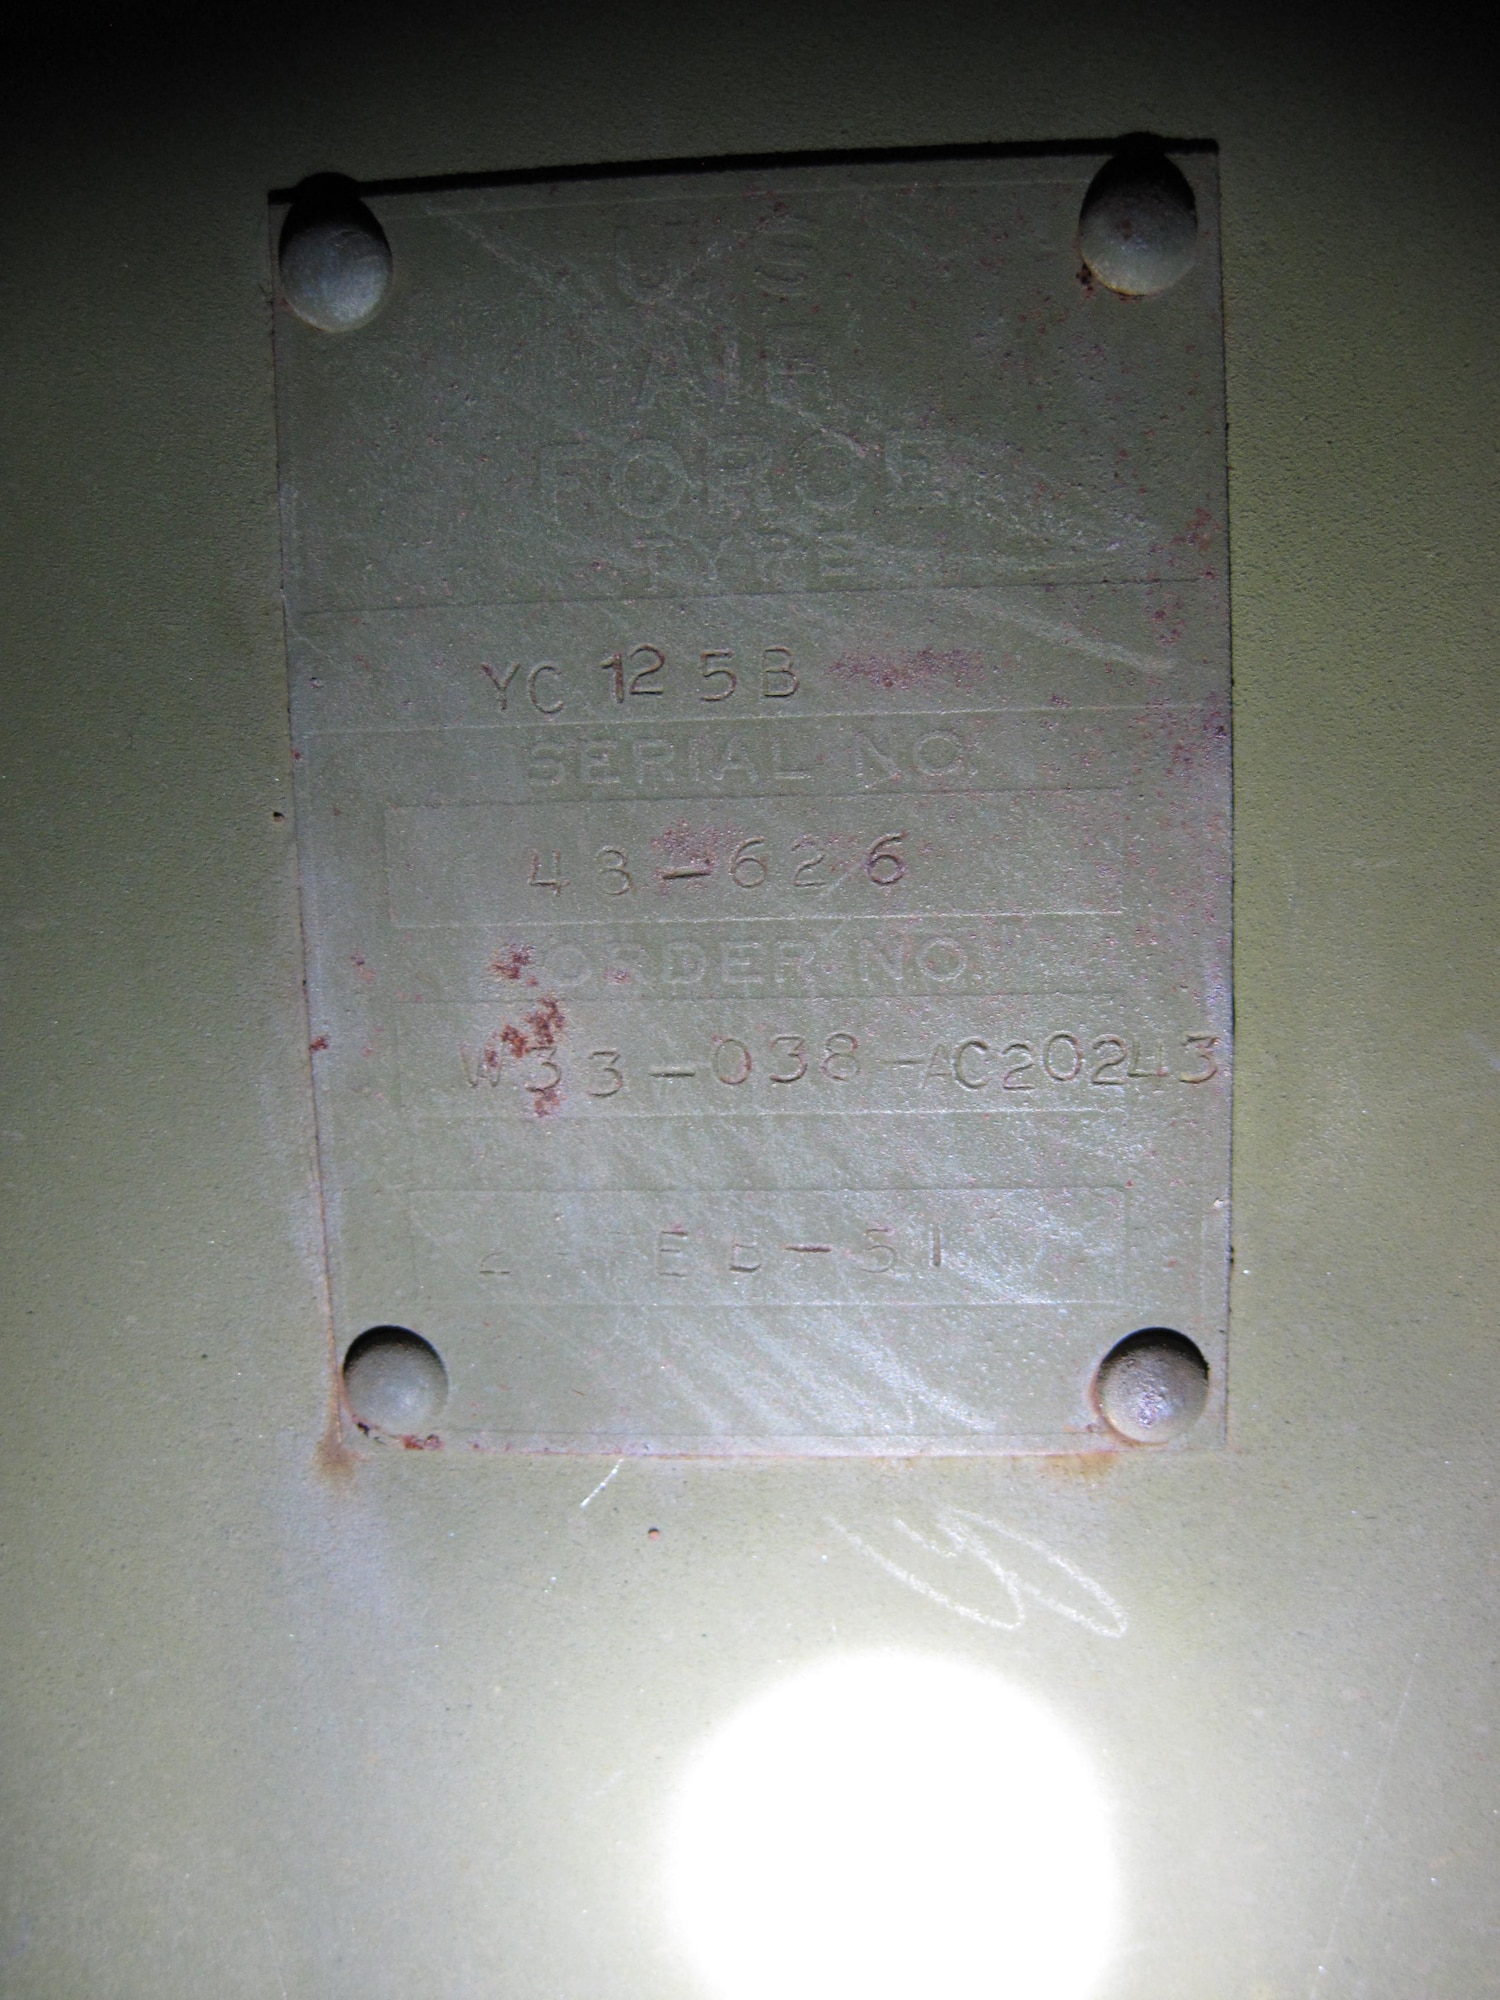 U. S.
AIR
FORCE
TYPE
YC 125B
SERIAL NO.
48-626
ORDER NO.
W33-038-AC20243